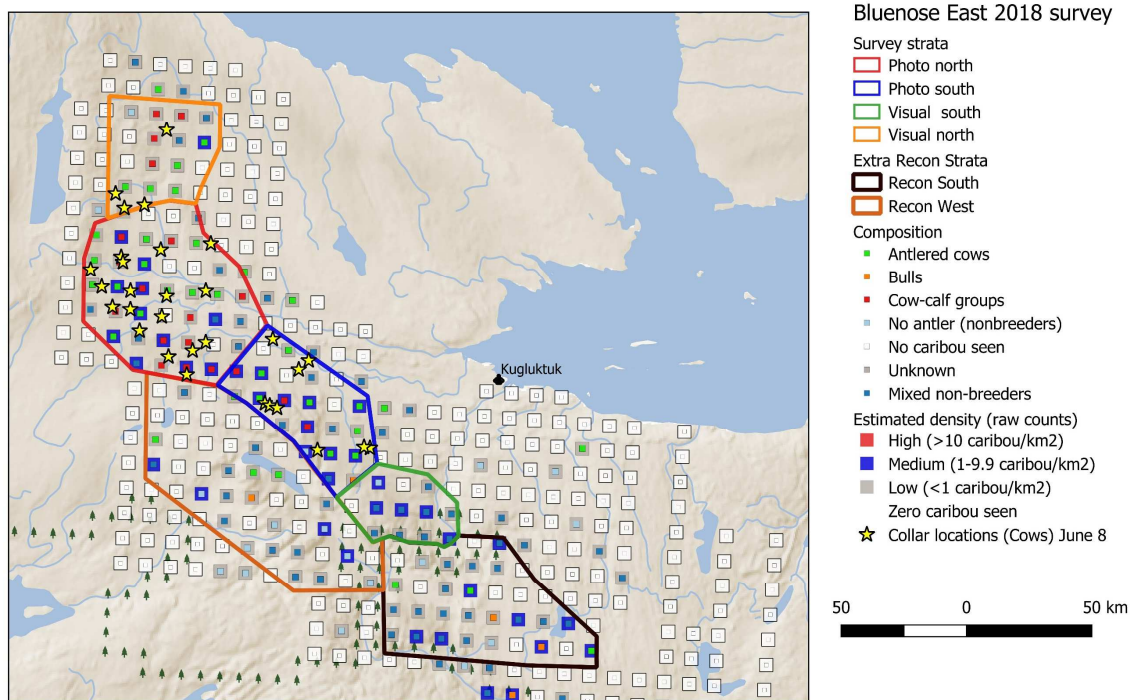 Bluenose East 2018 survey
Survey strata
Photo north
Photo south
Visual south
Visual north
Extra Recon Strata
Recon South
Recon West
Composition
Antlered cows
Bulls
Cow-calf groups
No antler (nonbreeders)
No caribou seen
Unknown
Mixed non-breeders
Estimated density (raw counts)
High (>10 caribou/km2)
Medium (1-9.9 caribou/km2)
Low (<1 caribou/km2)
Zero caribou seen
Collar locations (Cows) June 8
50 0 50 km
Kugluktuk